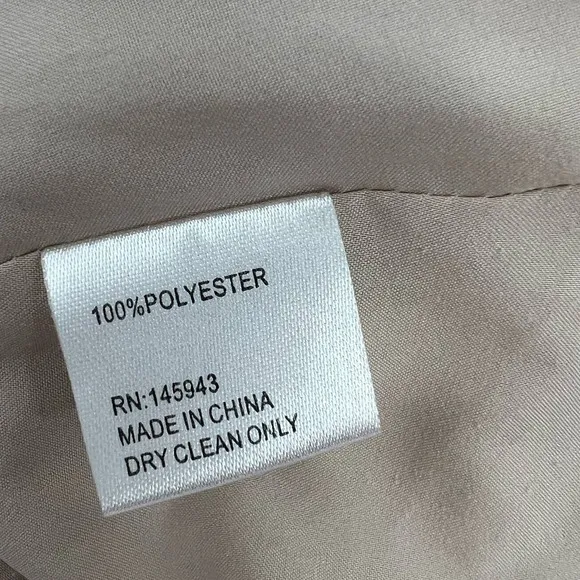 100%POLYESTER
RN:145943
MADE IN CHINA
DRY CLEAN ONLY